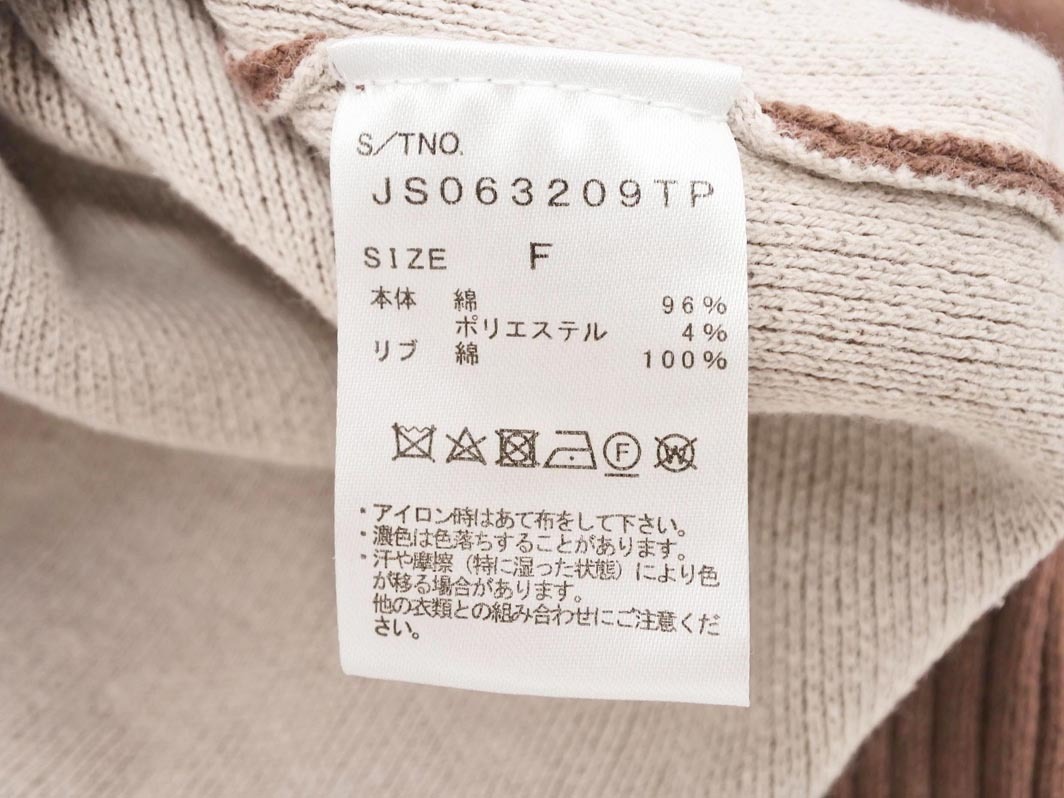 S/TNO.
JS063209TP
SIZE F
本体 綿 96%
ポリエステル 4%
リブ 綿 100%
F W
・アイロン時はあて布をして下さい。
・濃色は色落ちすることがあります。
・汗や摩擦（特に湿った状態）により色
が移る場合があります。
他の衣類との組み合わせにご注意くだ
さい。